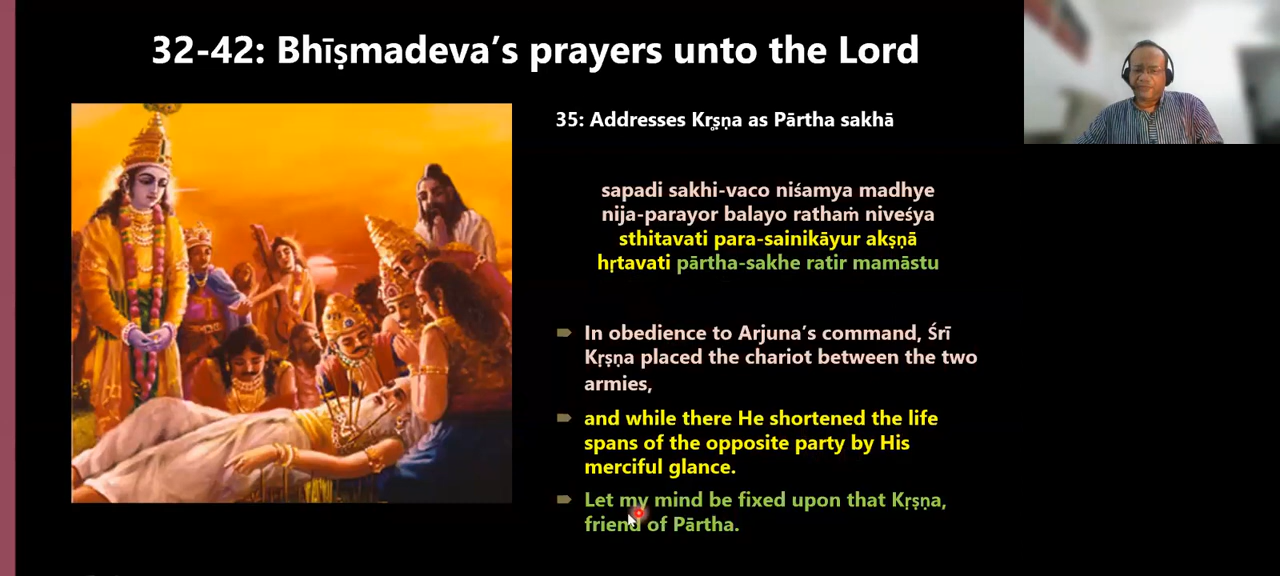 32-42: Bhīṣmadeva’s prayers unto the Lord
35: Addresses Kṛṣṇa as Pārtha sakhā
sapadi sakhi-vaco niśamya madhye
nija-parayor balayo rathaṁ niveśya
sthitavati para-sainikāyur akṣṇā
hṛtavati pārtha-sakhe ratir mamāstu
In obedience to Arjuna’s command, Śrī
Kṛṣṇa placed the chariot between the two
armies,
and while there He shortened the life
spans of the opposite party by His
merciful glance.
Let my mind be fixed upon that Kṛṣṇa,
friend of Pārtha.